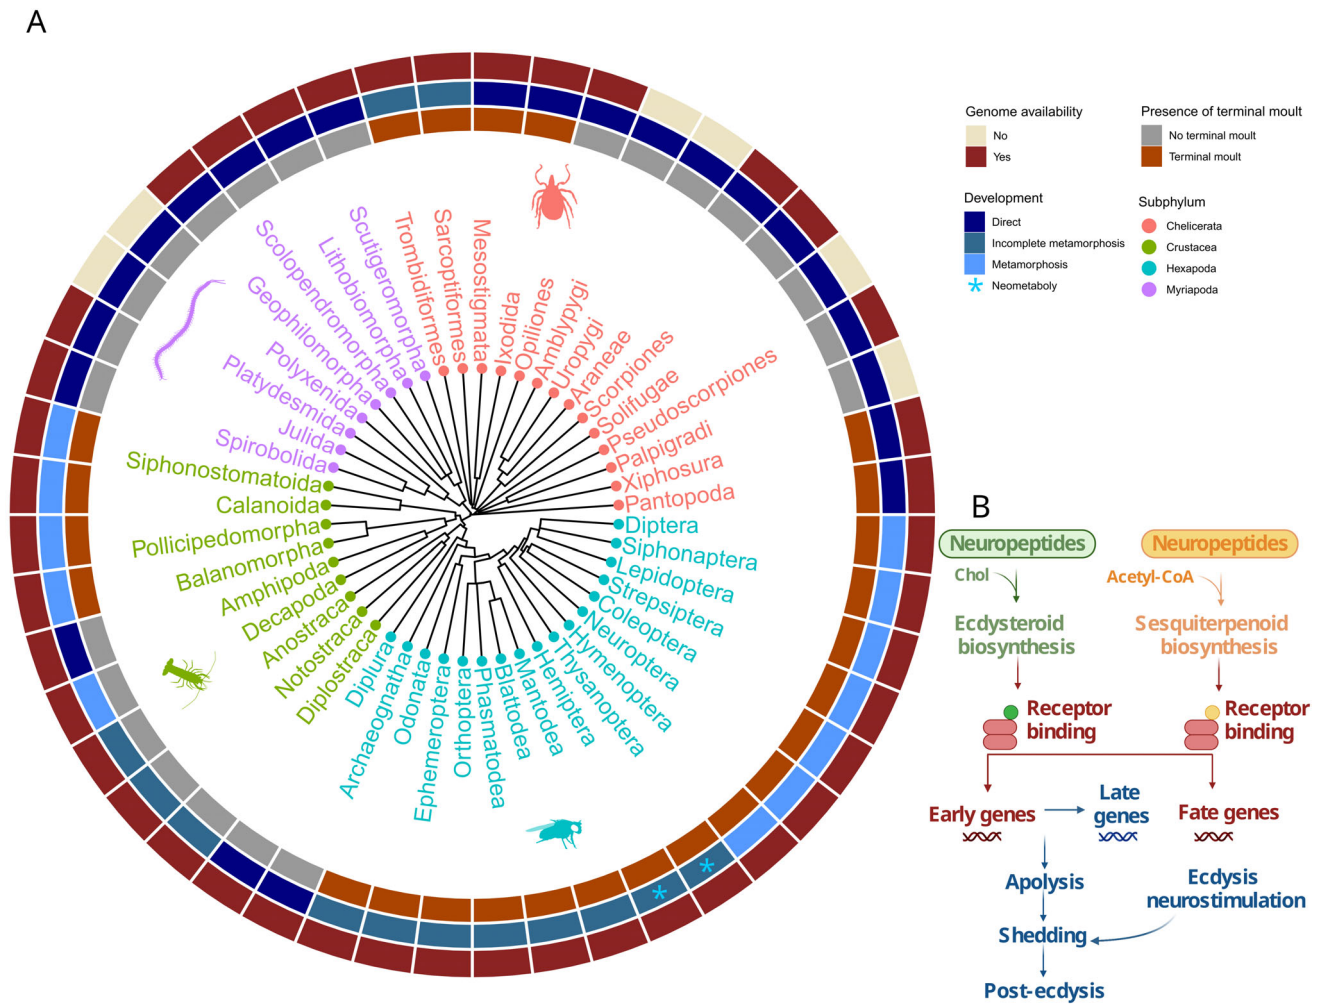 A
Genome availability
No
Yes
Presence of terminal moult
No terminal moult
Terminal moult
Development
Direct
Incomplete metamorphosis
Metamorphosis
* Neometaboly
Subphylum
Chelicerata
Crustacea
Hexapoda
Myriapoda
Siphonostomatoida
Spirobolida
Julida
Platydesmida
Polyxenida
Geophilomorpha
Scolopendromorpha
Lithobiomorpha
Scutigeromorpha
Trombidiformes
Sarcoptiformes
Mesostigmata
Ixodida
Opiliones
Amblypygi
Uropygi
Araneae
Scorpiones
Solifugae
Pseudoscorpiones
Palpigradi
Xiphosura
Pantopoda
Diptera
Siphonaptera
Lepidoptera
Strepsiptera
Coleoptera
Neuroptera
Hymenoptera
Thysanoptera
Hemiptera
Mantodea
Blattodea
Phasmatodea
Orthoptera
Ephemeroptera
Odonata
Archaeognatha
Diplura
Diplostraca
Notostraca
Anostraca
Decapoda
Amphipoda
Balanomorpha
Pollicipedomorpha
Calanoida
*
*
B
Neuropeptides
Neuropeptides
Chol
Acetyl-CoA
Ecdysteroid
biosynthesis
Sesquiterpenoid
biosynthesis
Receptor
binding
Receptor
binding
Early genes
Late
genes
Fate genes
Apolysis
Ecdysis
neurostimulation
Shedding
Post-ecdysis